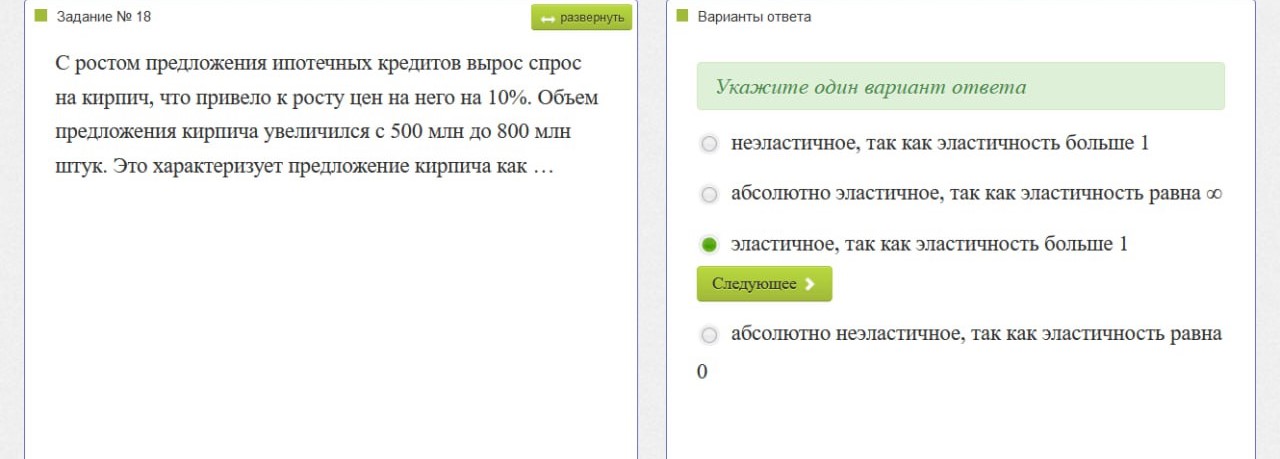 Задание № 18
развернуть
С ростом предложения ипотечных кредитов вырос спрос
на кирпич, что привело к росту цен на него на 10%. Объем
предложения кирпича увеличился с 500 млн до 800 млн
штук. Это характеризует предложение кирпича как …
Варианты ответа
Укажите один вариант ответа
неэластичное, так как эластичность больше 1
абсолютно эластичное, так как эластичность равна ∞
эластичное, так как эластичность больше 1
Следующее
абсолютно неэластичное, так как эластичность равна
0